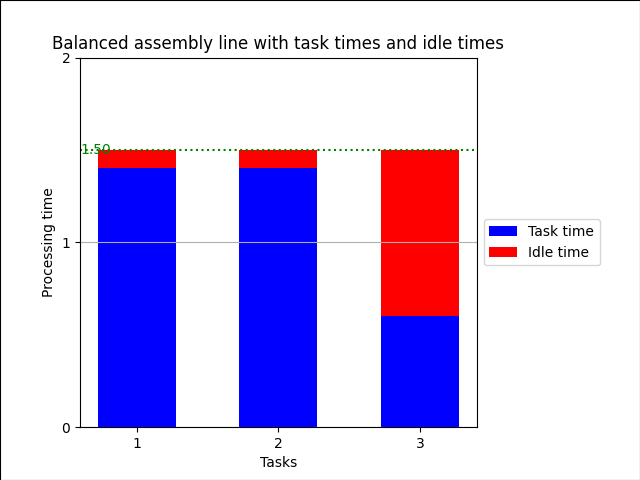 Balanced assembly line with task times and idle times
2
1.50
1
0
Processing time
1 2 3
Tasks
Task time
Idle time